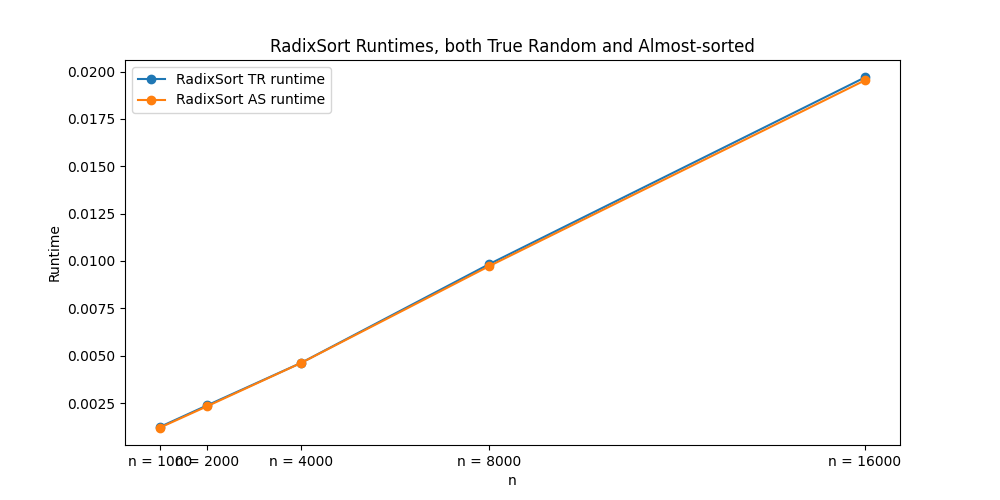 RadixSort Runtimes, both True Random and Almost-sorted
RadixSort TR runtime
RadixSort AS runtime
Runtime
0.0200
0.0175
0.0150
0.0125
0.0100
0.0075
0.0050
0.0025
n = 1000 n = 2000 n = 4000 n = 8000 n = 16000
n